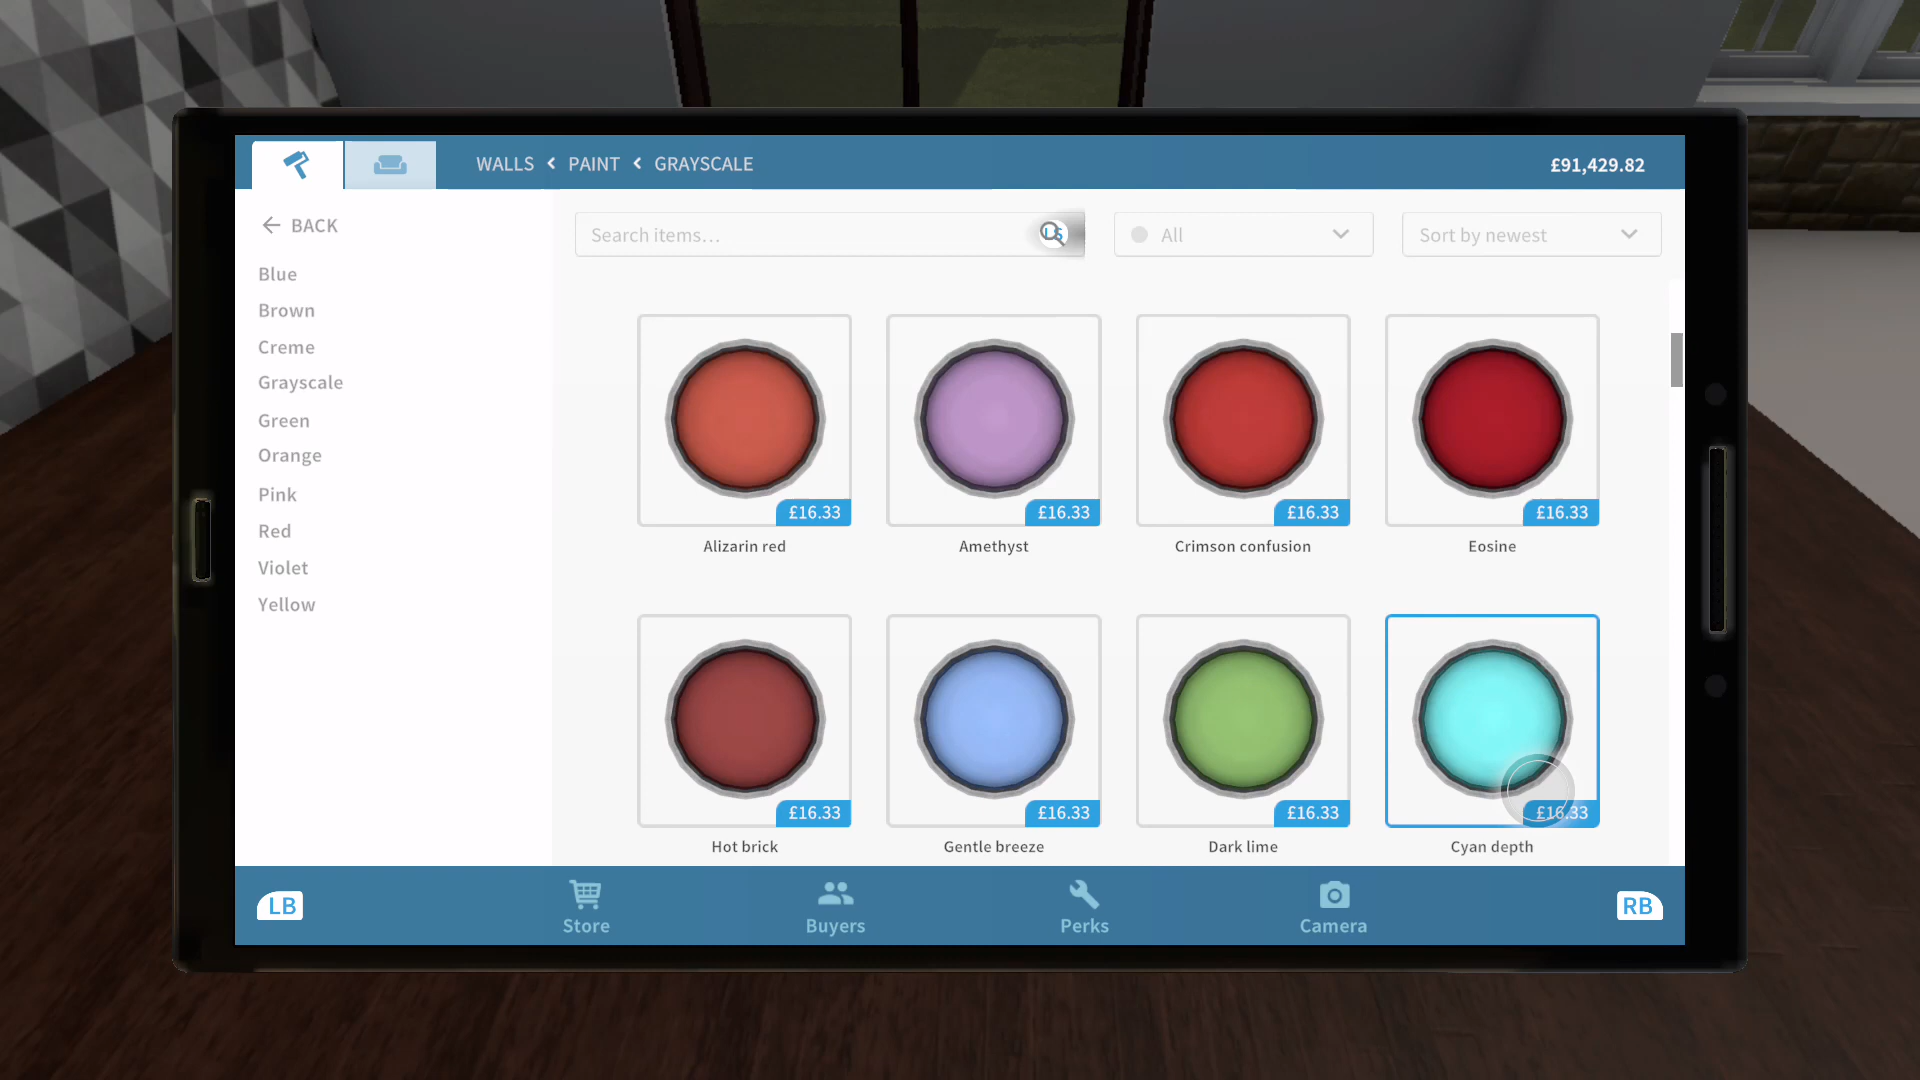 WALLS < PAINT < GRAYSCALE
£91,429.82
BACK
Search items...
LS
All
Sort by newest
Blue
Brown
Creme
Grayscale
Green
Orange
Pink
Red
Violet
Yellow
£16.33 £16.33 £16.33 £16.33
Alizarin red Amethyst Crimson confusion Eosine
£16.33 £16.33 £16.33 £16.33
Hot brick Gentle breeze Dark lime Cyan depth
LB
Store Buyers Perks Camera
RB